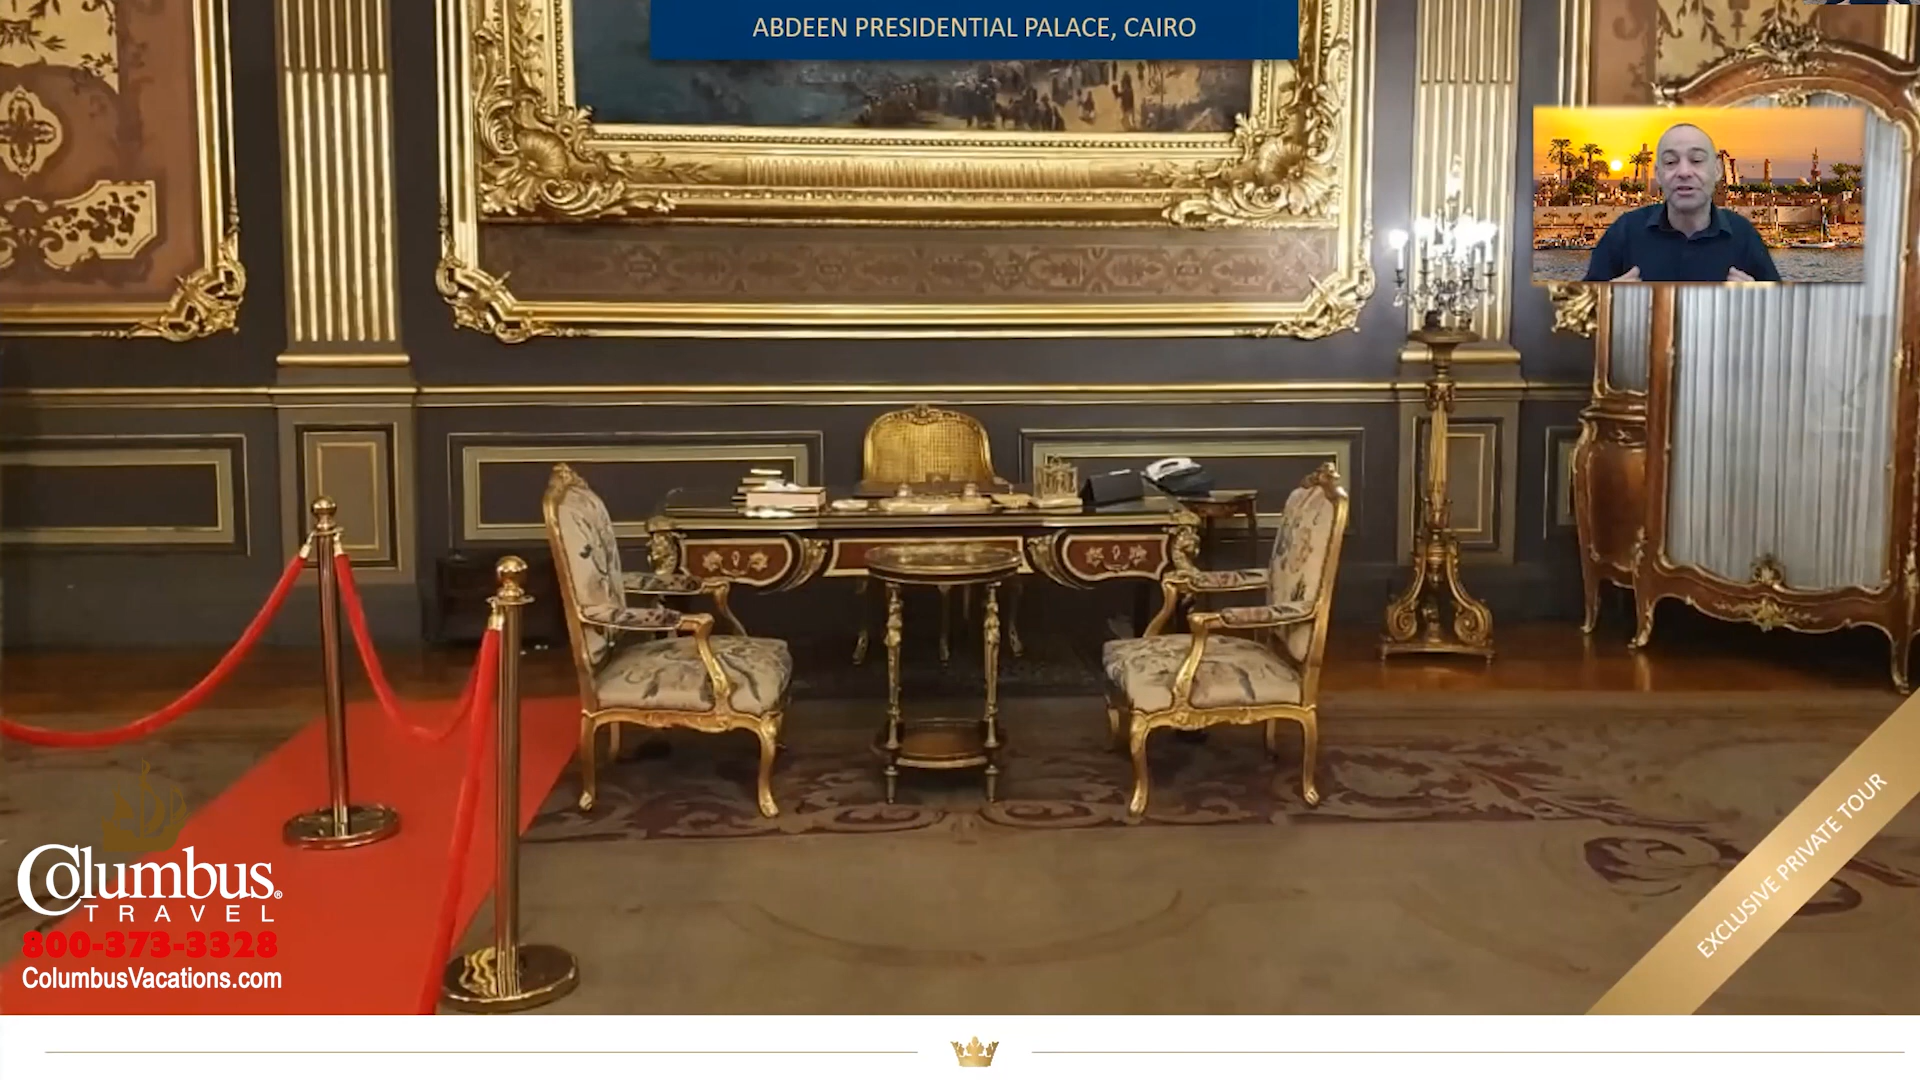 ABDEEN PRESIDENTIAL PALACE, CAIRO
EXCLUSIVE PRIVATE TOUR
Columbus®
TRAVEL
800-373-3328
ColumbusVacations.com